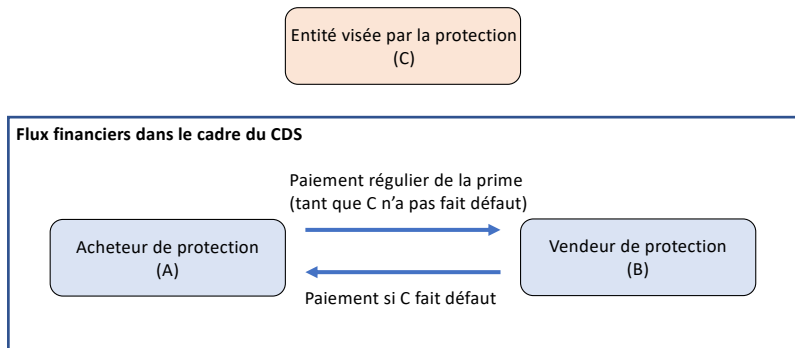 Entité visée par la protection
(C)
Flux financiers dans le cadre du CDS
Paiement régulier de la prime
(tant que C n’a pas fait défaut)
Acheteur de protection
(A)
Vendeur de protection
(B)
Paiement si C fait défaut